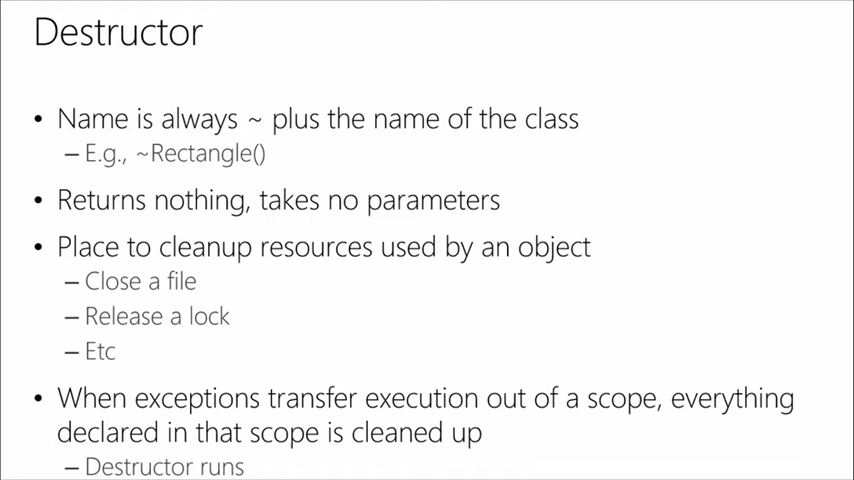 Destructor
• Name is always ~ plus the name of the class
– E.g., ~Rectangle()
• Returns nothing, takes no parameters
• Place to cleanup resources used by an object
– Close a file
– Release a lock
– Etc
• When exceptions transfer execution out of a scope, everything
declared in that scope is cleaned up
– Destructor runs